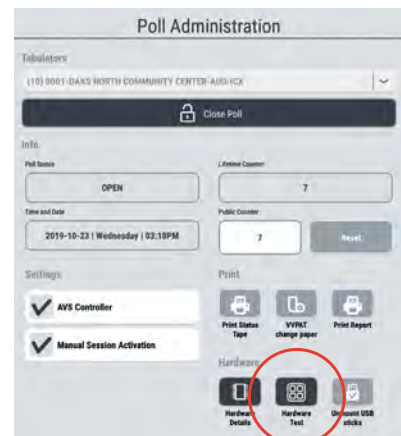 Poll Administration
Tabulators
(10) 0001-OAKS NORTH COMMUNITY CENTER-AUG-ICX
Close Poll
Info
Poll Status
Lifetime Counter
OPEN
7
Time and Date
Public Counter
2019-10-23 | Wednesday | 03:18PM
7
Reset
Settings
Print
AVS Controller
Manual Session Activation
Print Status Tape
VVPAT change paper
Print Report
Hardware
Hardware Details
Hardware Test
Unmount USB sticks